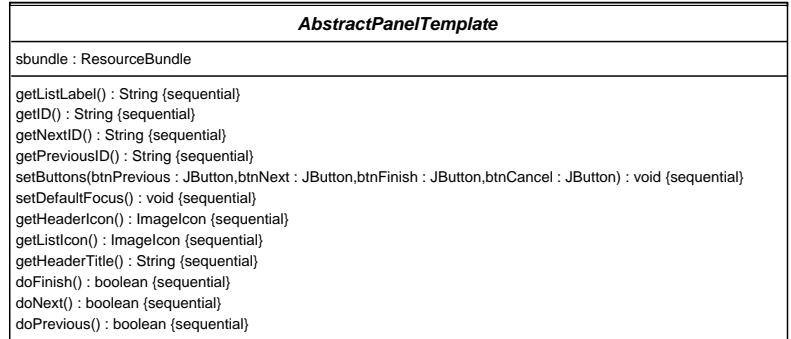 AbstractPanelTemplate
sbundle : ResourceBundle
getListLabel() : String {sequential}
getID() : String {sequential}
getNextID() : String {sequential}
getPreviousID() : String {sequential}
setButtons(btnPrevious : JButton,btnNext : JButton,btnFinish : JButton,btnCancel : JButton) : void {sequential}
setDefaultFocus() : void {sequential}
getHeaderIcon() : ImageIcon {sequential}
getListIcon() : ImageIcon {sequential}
getHeaderTitle() : String {sequential}
doFinish() : boolean {sequential}
doNext() : boolean {sequential}
doPrevious() : boolean {sequential}